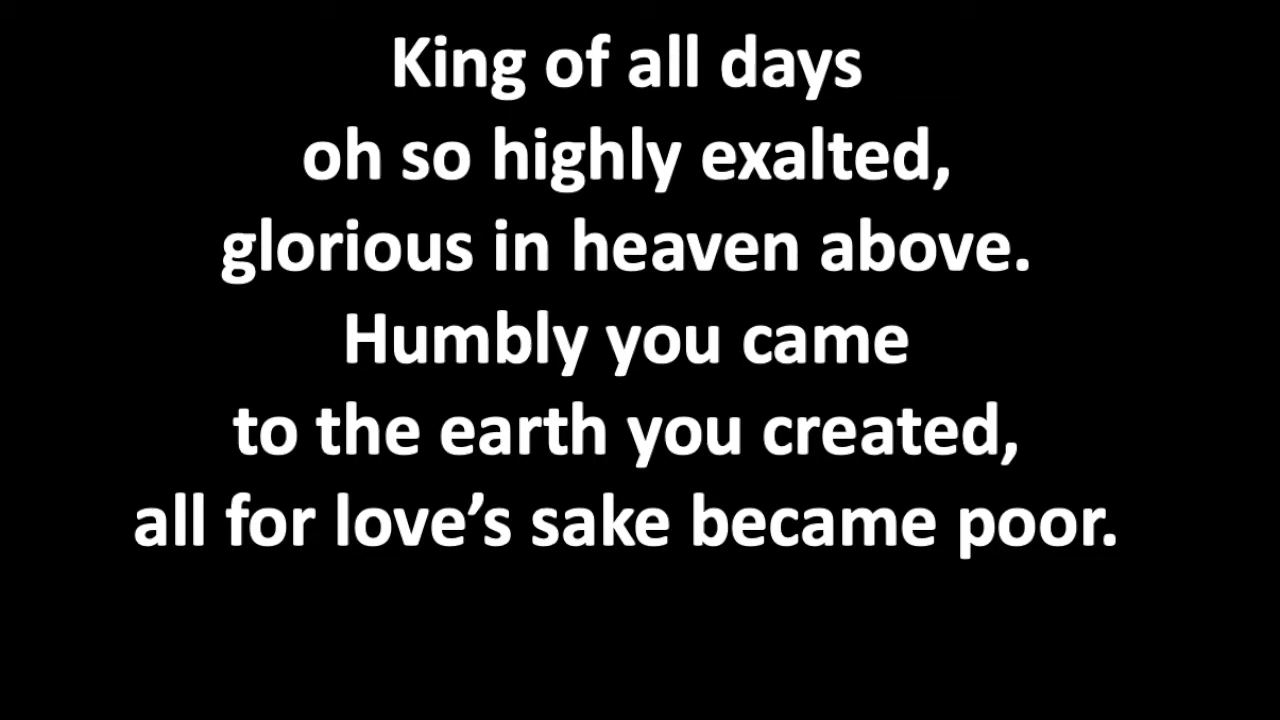 King of all days
oh so highly exalted,
glorious in heaven above.
Humbly you came
to the earth you created,
all for love’s sake became poor.